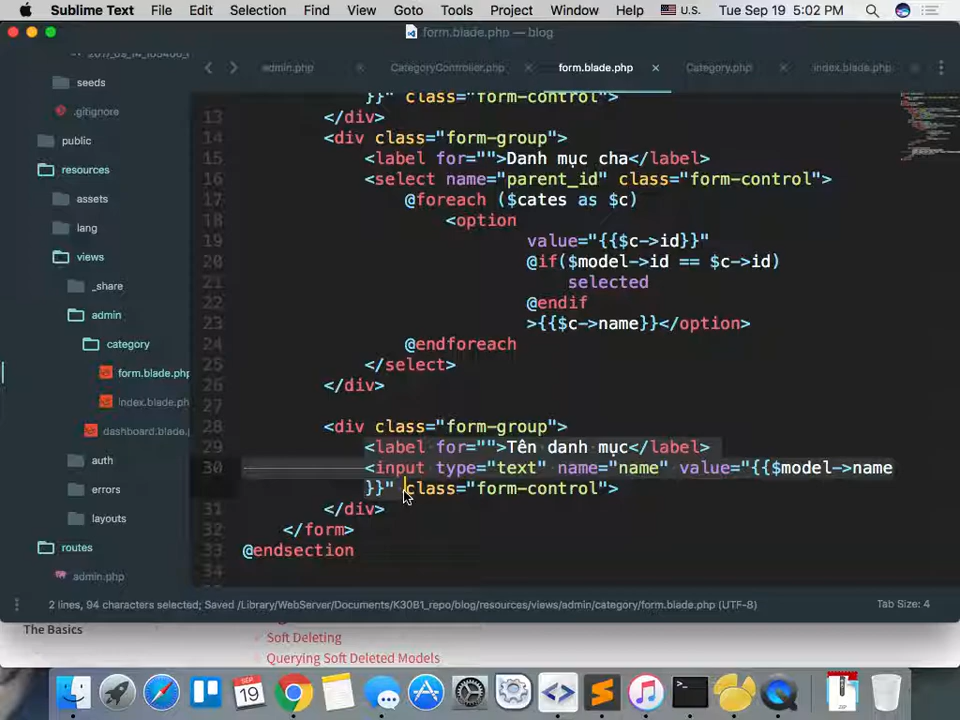 Sublime Text File Edit Selection Find View Goto Tools Project Window Help U.S. Tue Sep 19 5:02 PM
form.blade.php — blog
admin.php CategoryController.php form.blade.php Category.php index.blade.php
seeds
.gitignore
public
resources
assets
lang
views
_share
admin
category
form.blade.php
index.blade.php
dashboard.blade.
auth
errors
layouts
routes
admin.php
}}" class="form-control">
13 </div>
14 <div class="form-group">
15 <label for="">Danh mục cha</label>
16 <select name="parent_id" class="form-control">
17 @foreach ($cates as $c)
18 <option
19 value="{{$c->id}}"
20 @if($model->id == $c->id)
21 selected
22 @endif
23 >{{$c->name}}</option>
24 @endforeach
25 </select>
26 </div>
27
28 <div class="form-group">
29 <label for="">Tên danh mục</label>
30 <input type="text" name="name" value="{{$model->name
}}" class="form-control">
31 </div>
32 </form>
33 @endsection
34
2 lines, 94 characters selected; Saved /Library/WebServer/Documents/K30B1_repo/blog/resources/views/admin/category/form.blade.php (UTF-8) Tab Size: 4
The Basics
Soft Deleting
Querying Soft Deleted Models
SEP
19
ZIP